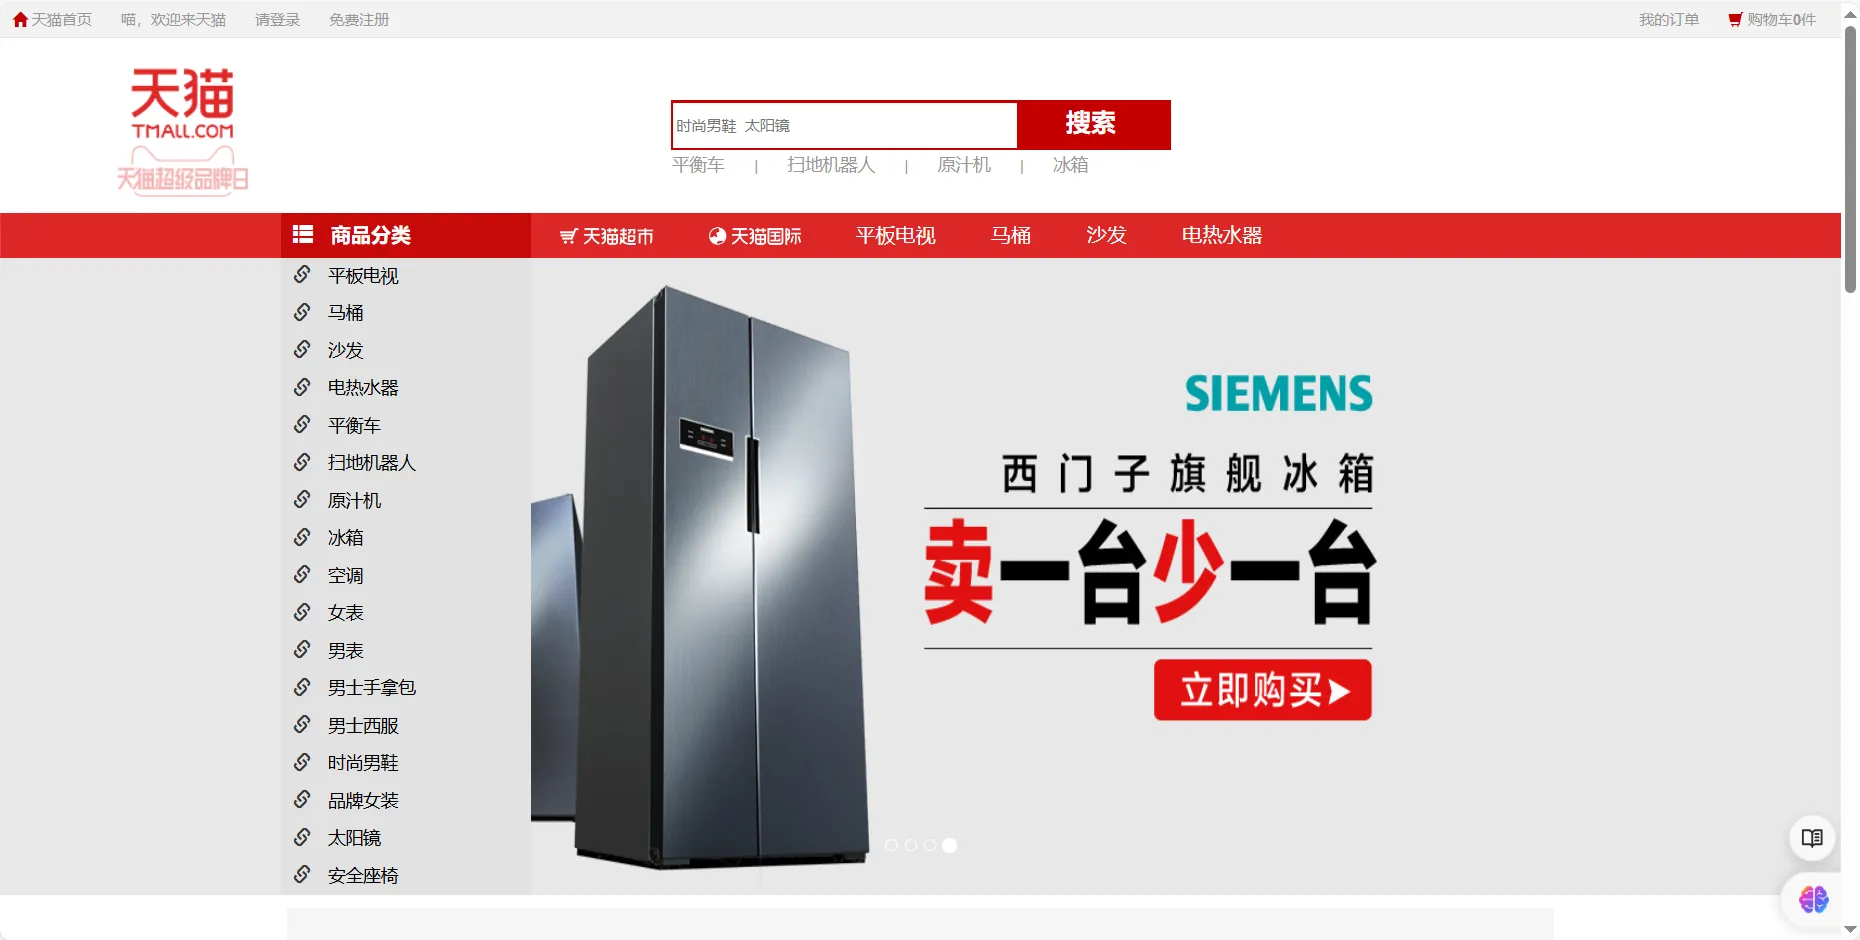 天猫首页 喵，欢迎来天猫 请登录 免费注册 我的订单 购物车0件
天猫
TMALL.COM
天猫超级品牌日
时尚男鞋 太阳镜 搜索
平衡车 | 扫地机器人 | 原汁机 | 冰箱
商品分类 天猫超市 天猫国际 平板电视 马桶 沙发 电热水器
平板电视
马桶
沙发
电热水器
平衡车
扫地机器人
原汁机
冰箱
空调
女表
男表
男士手拿包
男士西服
时尚男鞋
品牌女装
太阳镜
安全座椅
SIEMENS
西门子旗舰冰箱
卖一台少一台
立即购买